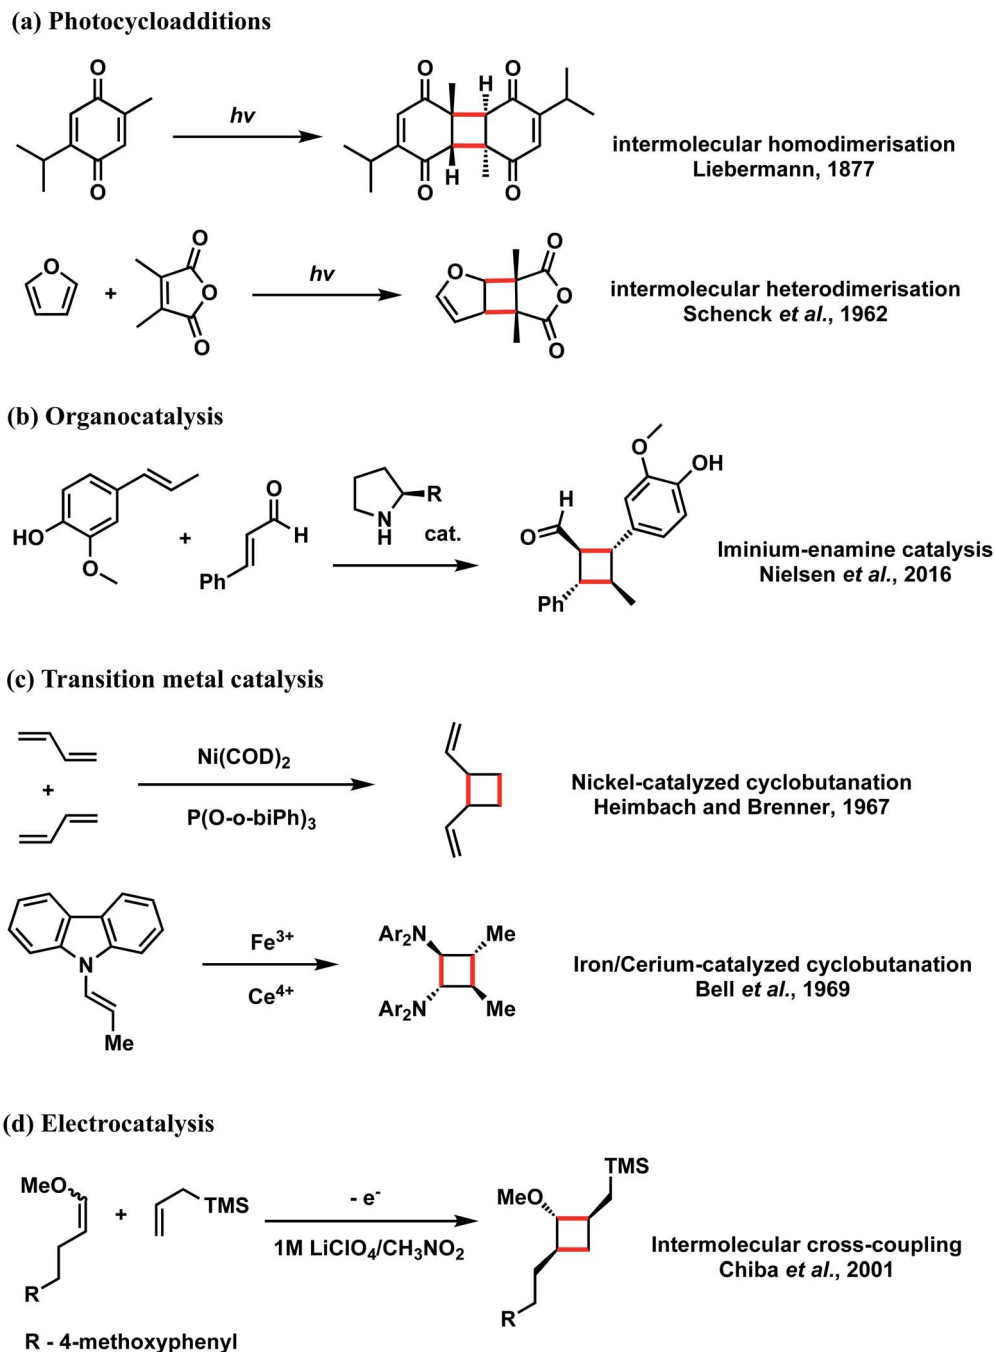 (a) Photocycloadditions
O
O
hν
O
H
O
O
H
O
intermolecular homodimerisation
Liebermann, 1877
O
+
O
O
O
hν
O
O
O
O
intermolecular heterodimerisation
Schenck et al., 1962
(b) Organocatalysis
HO
O
+
O
H
Ph
N
H
R
cat.
O
OH
H
O
Ph
Iminium-enamine catalysis
Nielsen et al., 2016
(c) Transition metal catalysis
+
Ni(COD)2
P(O-o-biPh)3
Nickel-catalyzed cyclobutanation
Heimbach and Brenner, 1967
N
Me
Fe3+
Ce4+
Ar2N
Me
Ar2N
Me
Iron/Cerium-catalyzed cyclobutanation
Bell et al., 1969
(d) Electrocatalysis
MeO
R
+
TMS
- e-
1M LiClO4/CH3NO2
TMS
MeO
R
Intermolecular cross-coupling
Chiba et al., 2001
R - 4-methoxyphenyl